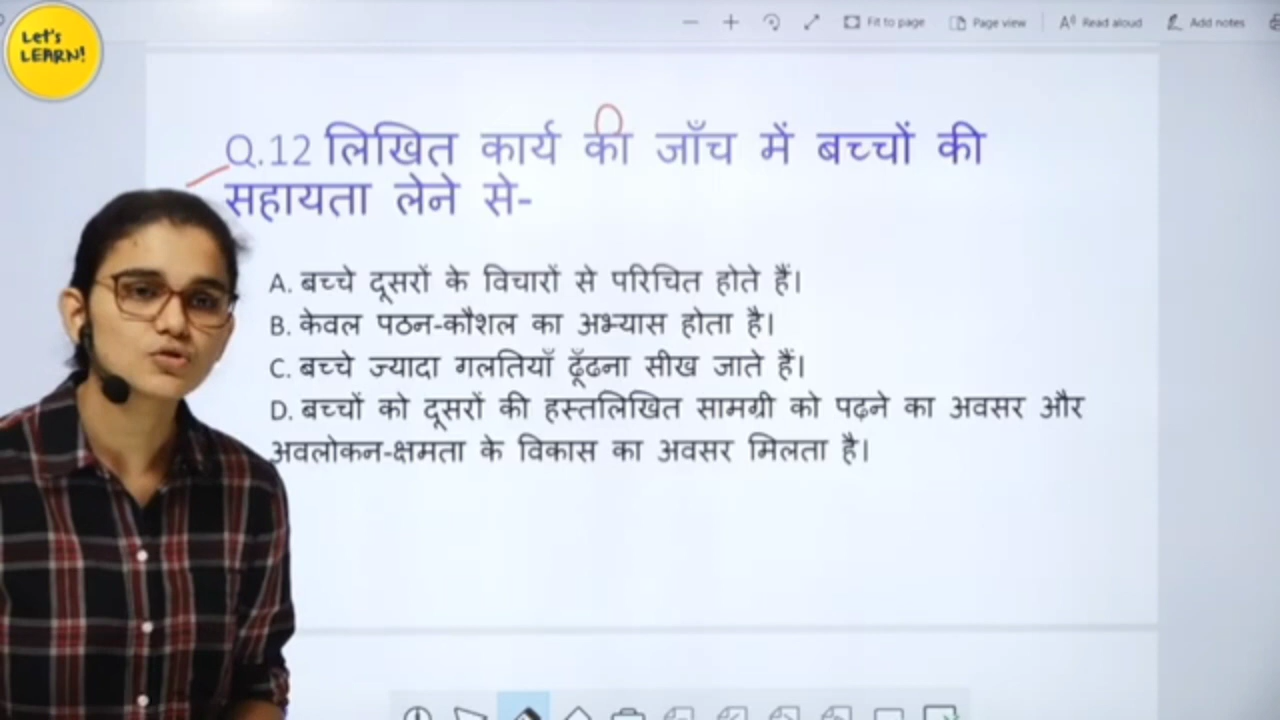 Let's
LEARN!
Fit to page
Page view
Read aloud
Add notes
Q.12 लिखित कार्य की जाँच में बच्चों की
सहायता लेने से-
A. बच्चे दूसरों के विचारों से परिचित होते हैं।
B. केवल पठन-कौशल का अभ्यास होता है।
C. बच्चे ज्यादा गलतियाँ ढूँढना सीख जाते हैं।
D. बच्चों को दूसरों की हस्तलिखित सामग्री को पढ़ने का अवसर और
अवलोकन-क्षमता के विकास का अवसर मिलता है।